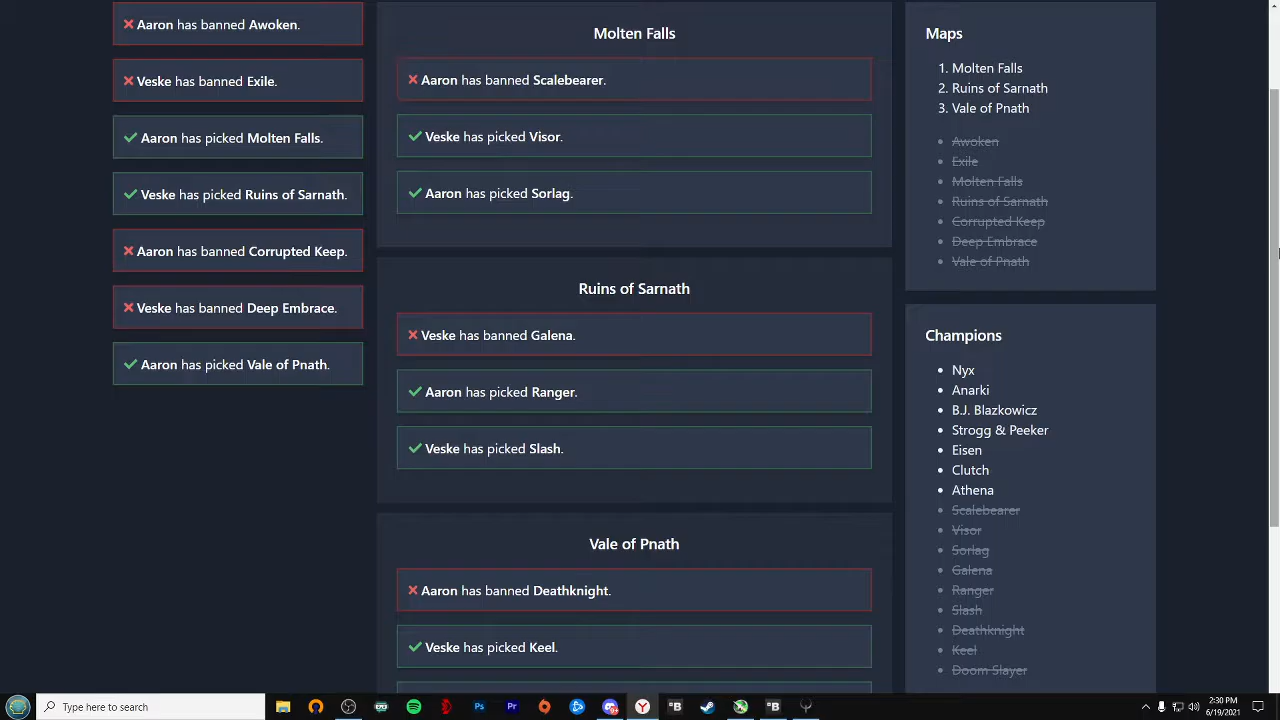 Aaron has banned Awoken.
Veske has banned Exile.
Aaron has picked Molten Falls.
Veske has picked Ruins of Sarnath.
Aaron has banned Corrupted Keep.
Veske has banned Deep Embrace.
Aaron has picked Vale of Pnath.
Molten Falls
Aaron has banned Scalebearer.
Veske has picked Visor.
Aaron has picked Sorlag.
Ruins of Sarnath
Veske has banned Galena.
Aaron has picked Ranger.
Veske has picked Slash.
Vale of Pnath
Aaron has banned Deathknight.
Veske has picked Keel.
Maps
1. Molten Falls
2. Ruins of Sarnath
3. Vale of Pnath
Awoken
Exile
Molten Falls
Ruins of Sarnath
Corrupted Keep
Deep Embrace
Vale of Pnath
Champions
Nyx
Anarki
B.J. Blazkowicz
Strogg & Peeker
Eisen
Clutch
Athena
Scalebearer
Visor
Sorlag
Galena
Ranger
Slash
Deathknight
Keel
Doom Slayer
Type here to search
2:30 PM
6/19/2021